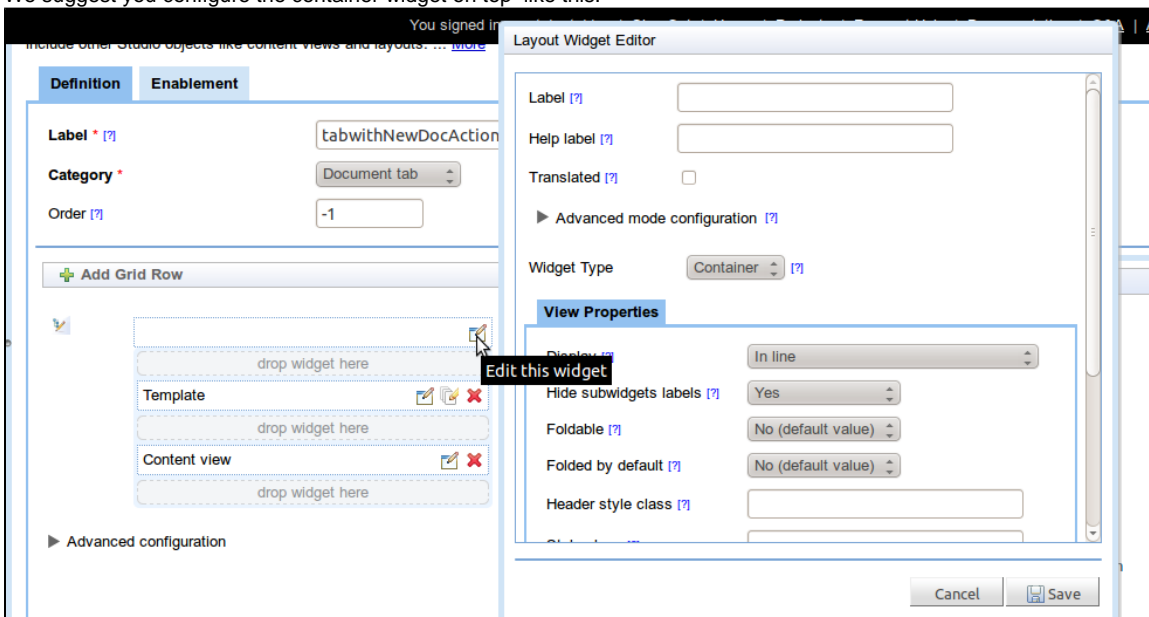 We suggest you configure the container widget on top like this:
You signed in
include other Studio objects like content views and layouts. ... More
Layout Widget Editor
Definition Enablement
Label * [?] tabwithNewDocAction
Category * Document tab
Order [?] -1
Add Grid Row
drop widget here
Template
drop widget here
Content view
drop widget here
Advanced configuration
Edit this widget
Label [?]
Help label [?]
Translated [?]
Advanced mode configuration [?]
Widget Type Container [?]
View Properties
Display [?] In line
Hide subwidgets labels [?] Yes
Foldable [?] No (default value)
Folded by default [?] No (default value)
Header style class [?]
Cancel Save